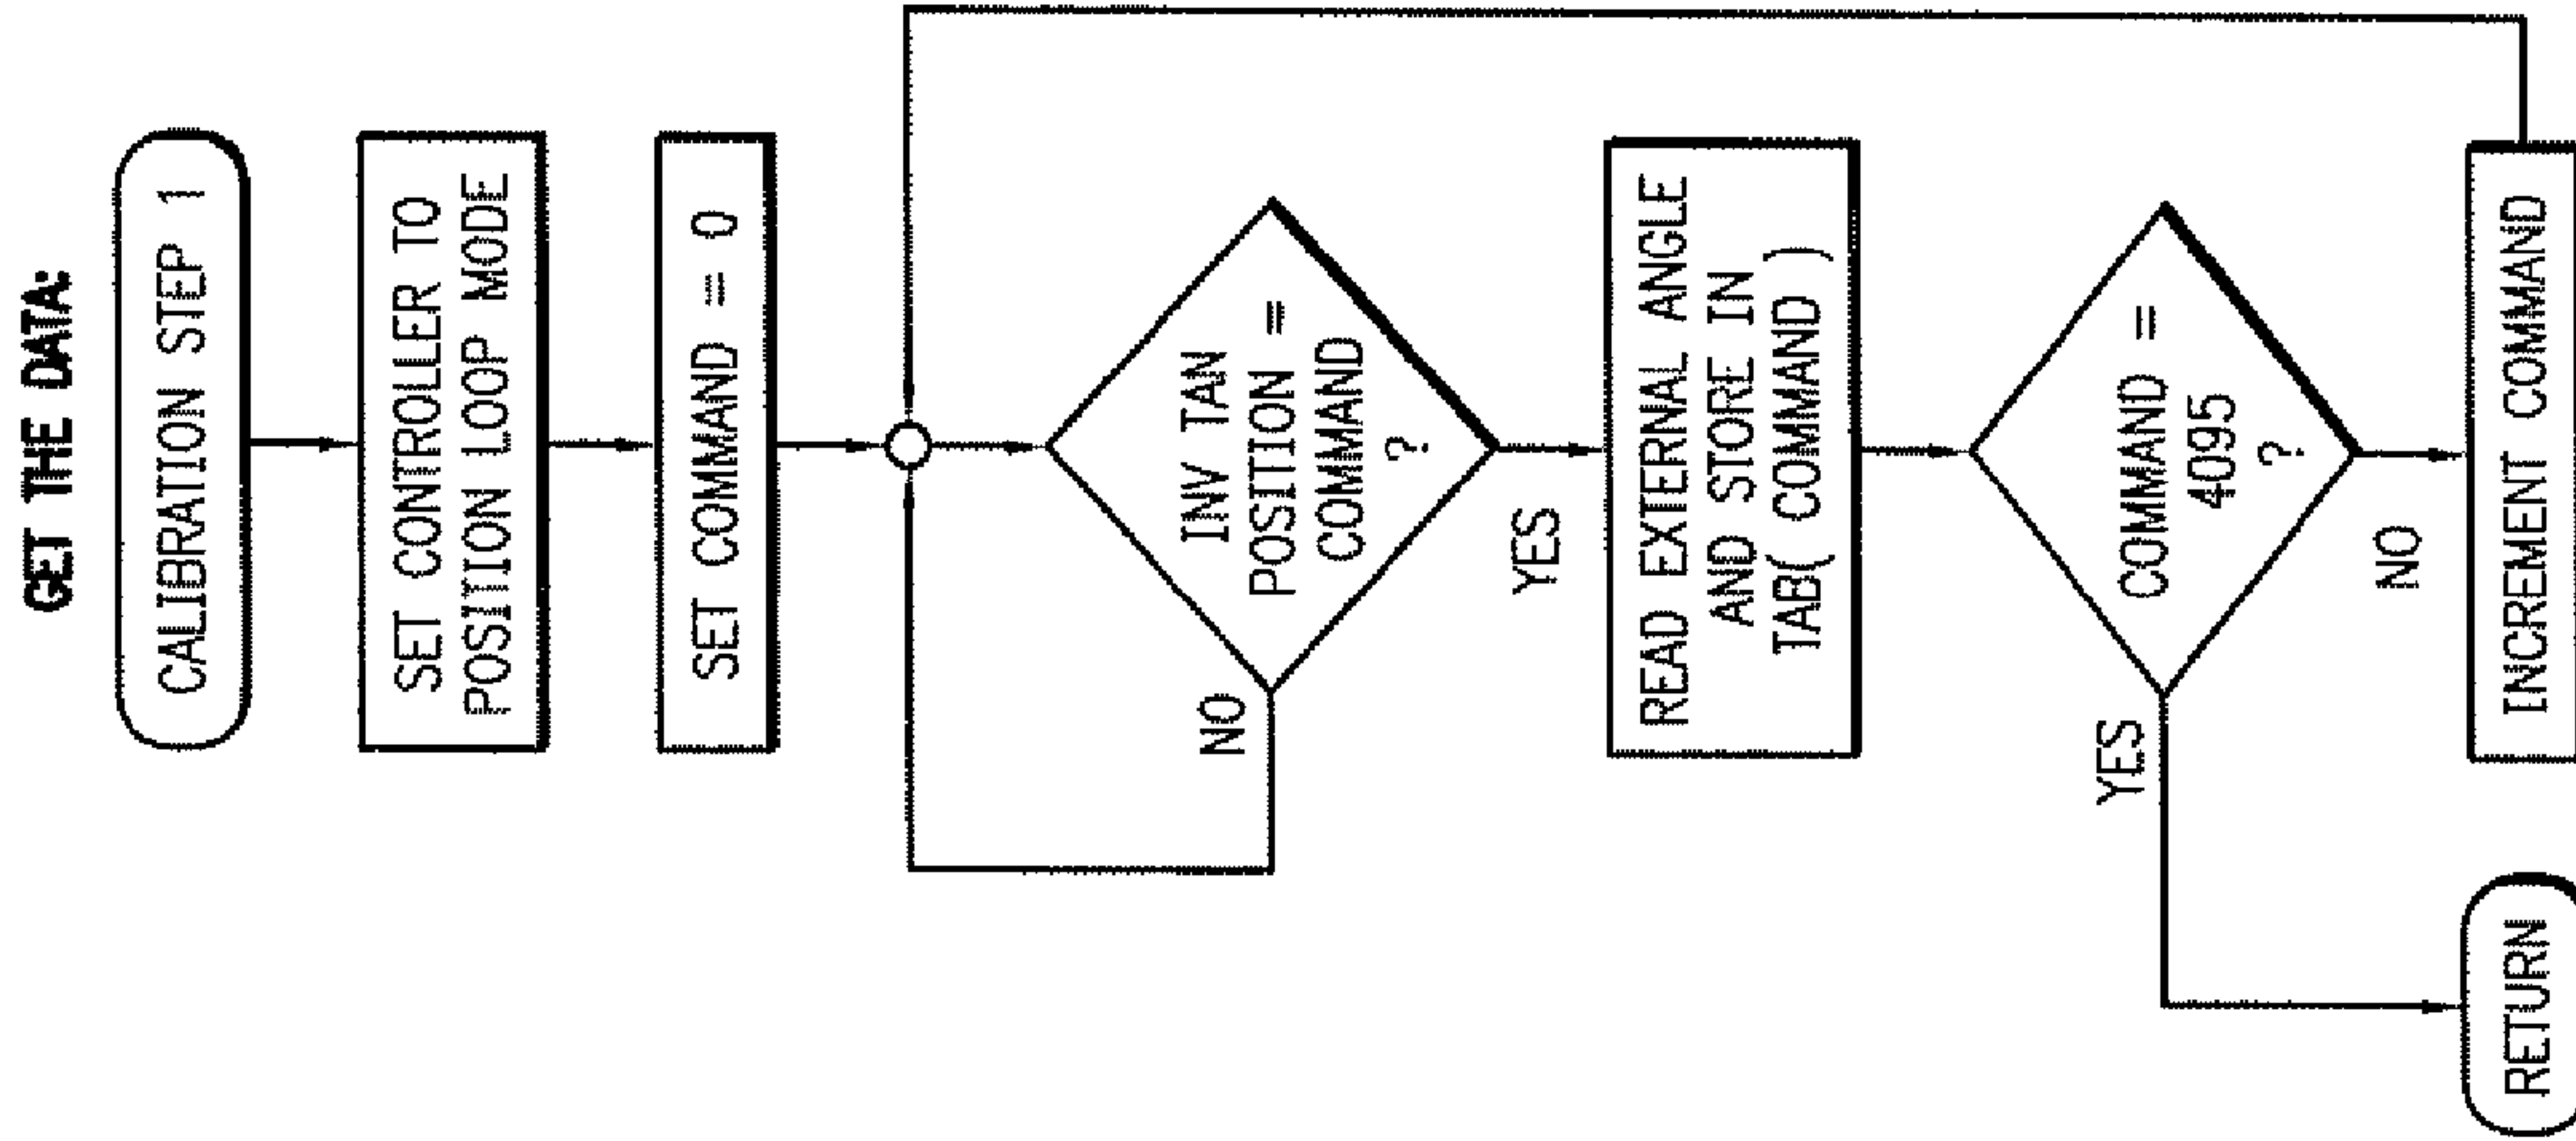 GET THE DATA:
CALIBRATION STEP 1
SET CONTROLLER TO
POSITION LOOP MODE
SET COMMAND = 0
INV TAN
POSITION =
COMMAND
?
NO
YES
READ EXTERNAL ANGLE
AND STORE IN
TAB( COMMAND )
COMMAND =
4095
?
YES
NO
RETURN
INCREMENT COMMAND